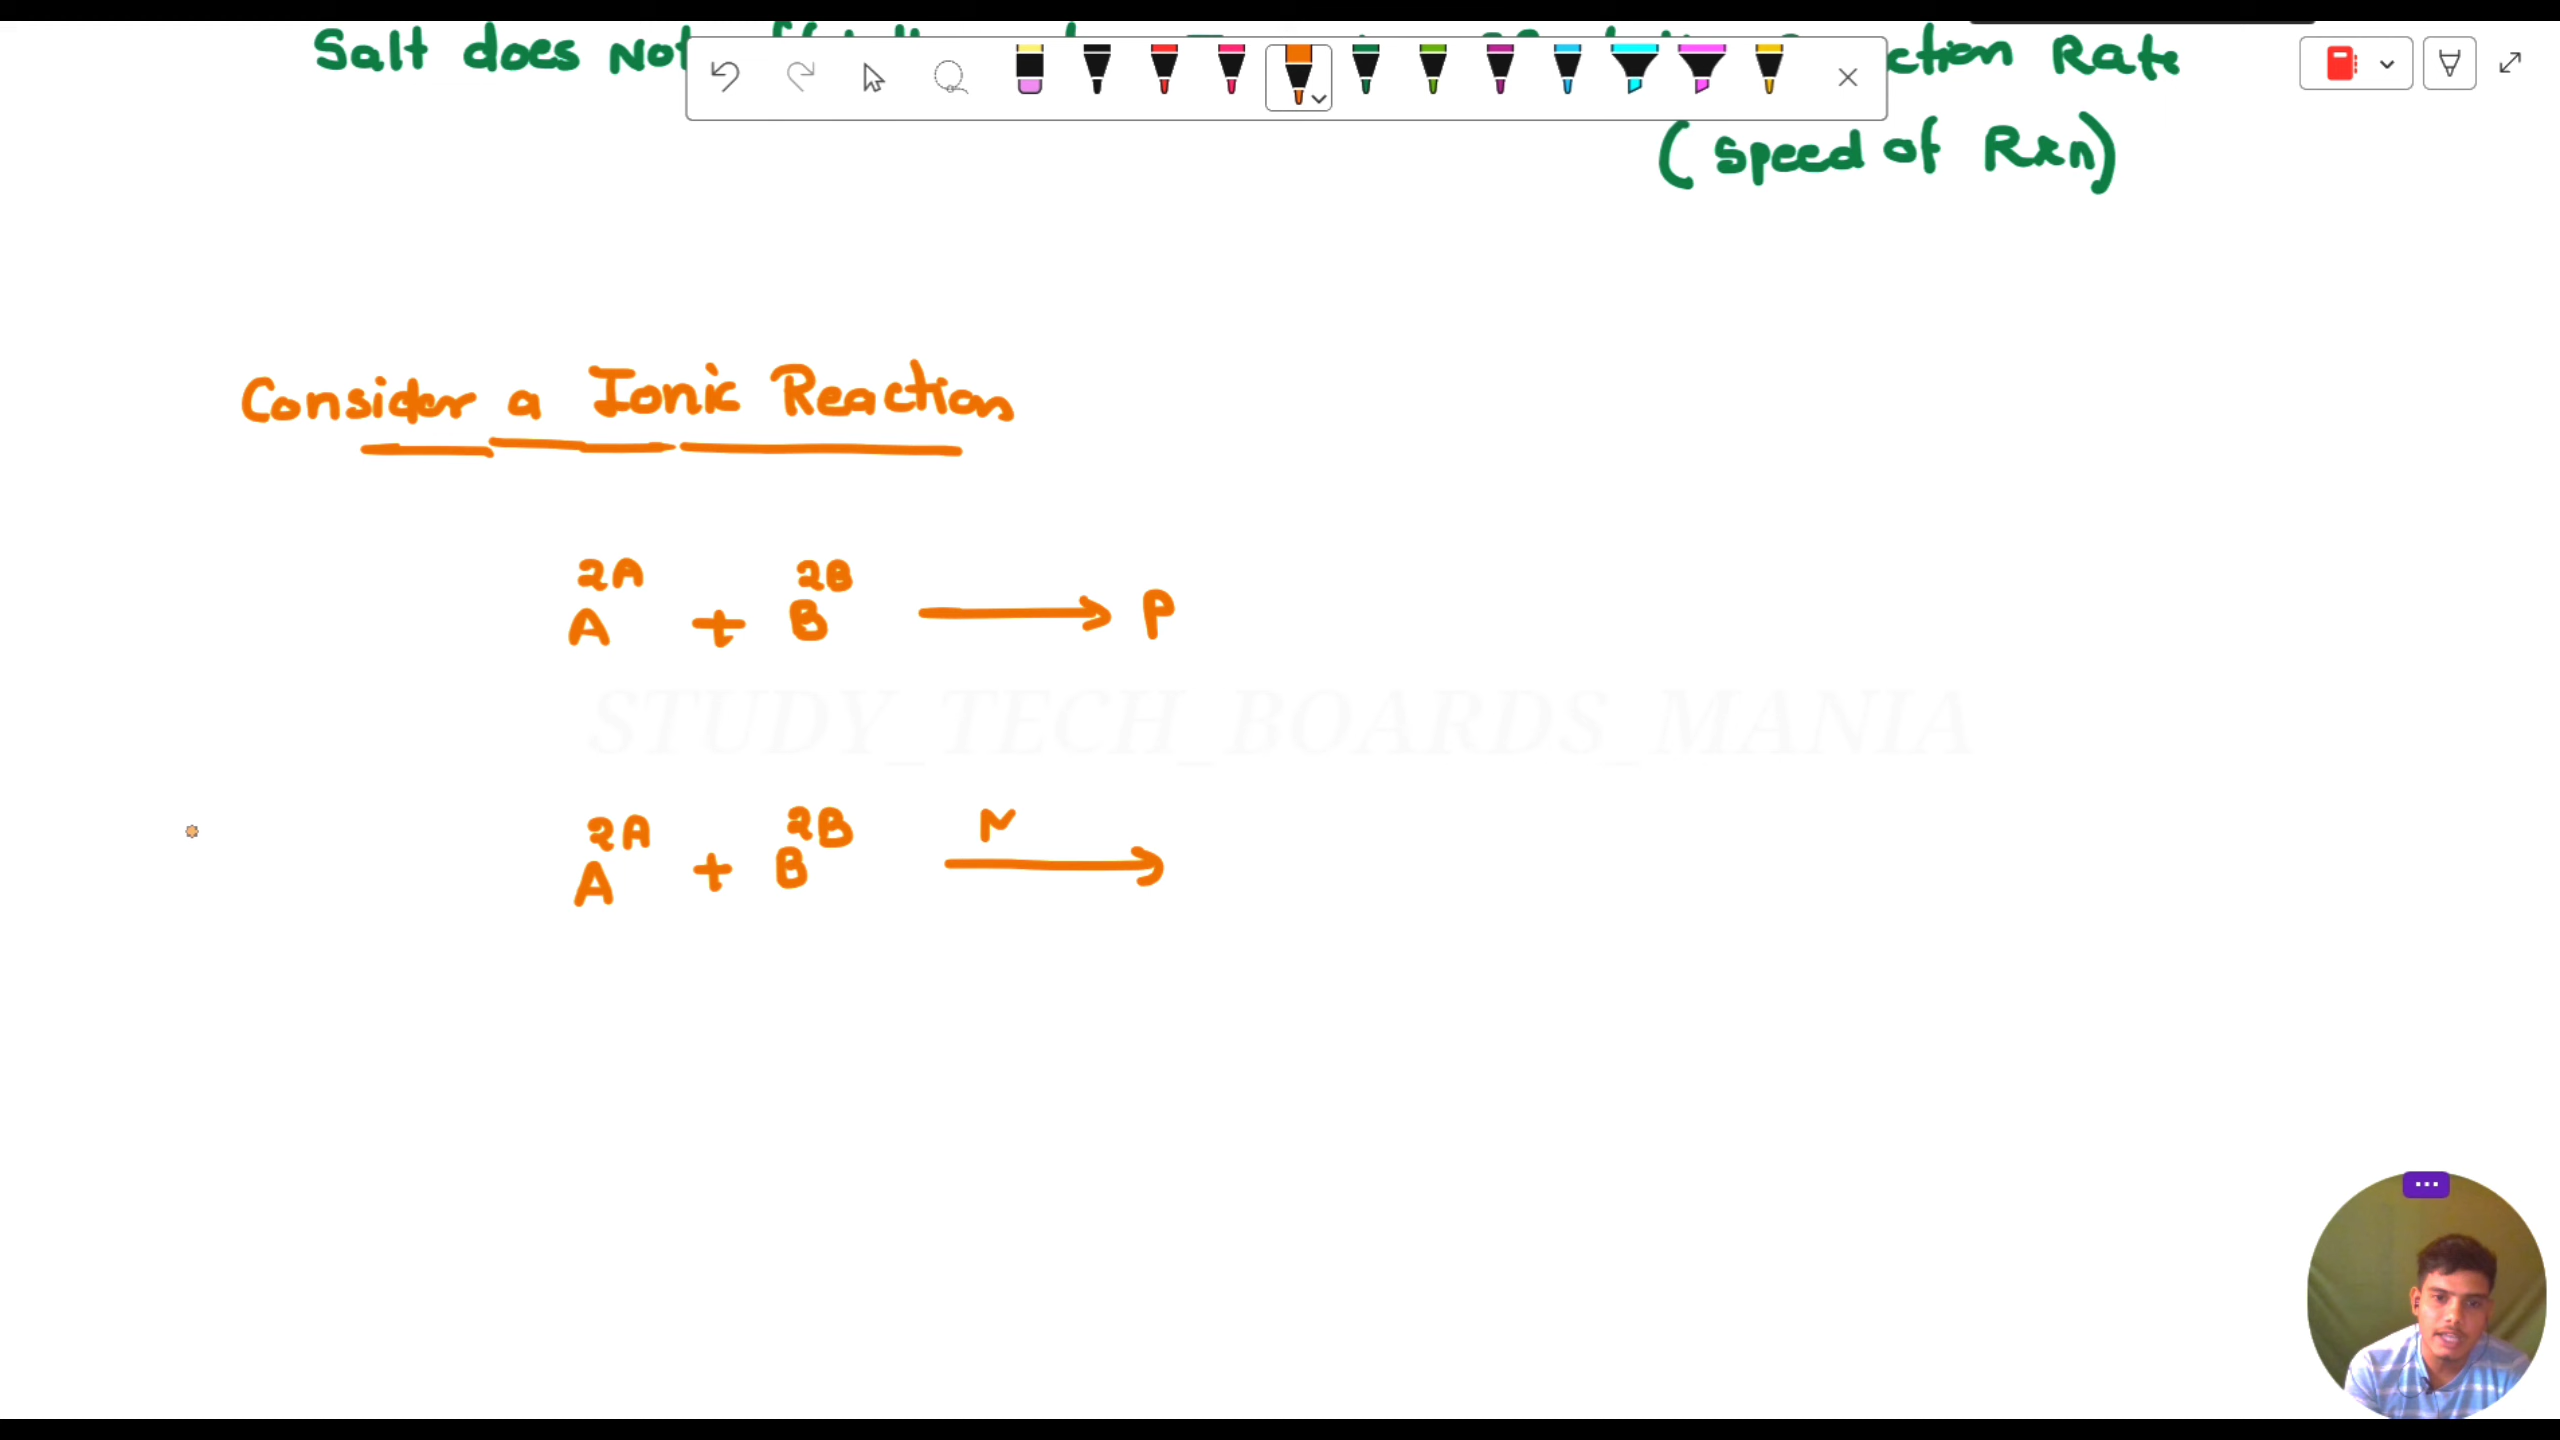 Salt does Not ction Rate
(speed of Rxn)
Consider a Ionic Reaction
A^2A + B^2B → P
STUDY_TECH_BOARDS_MANIA
A^2A + B^2B →